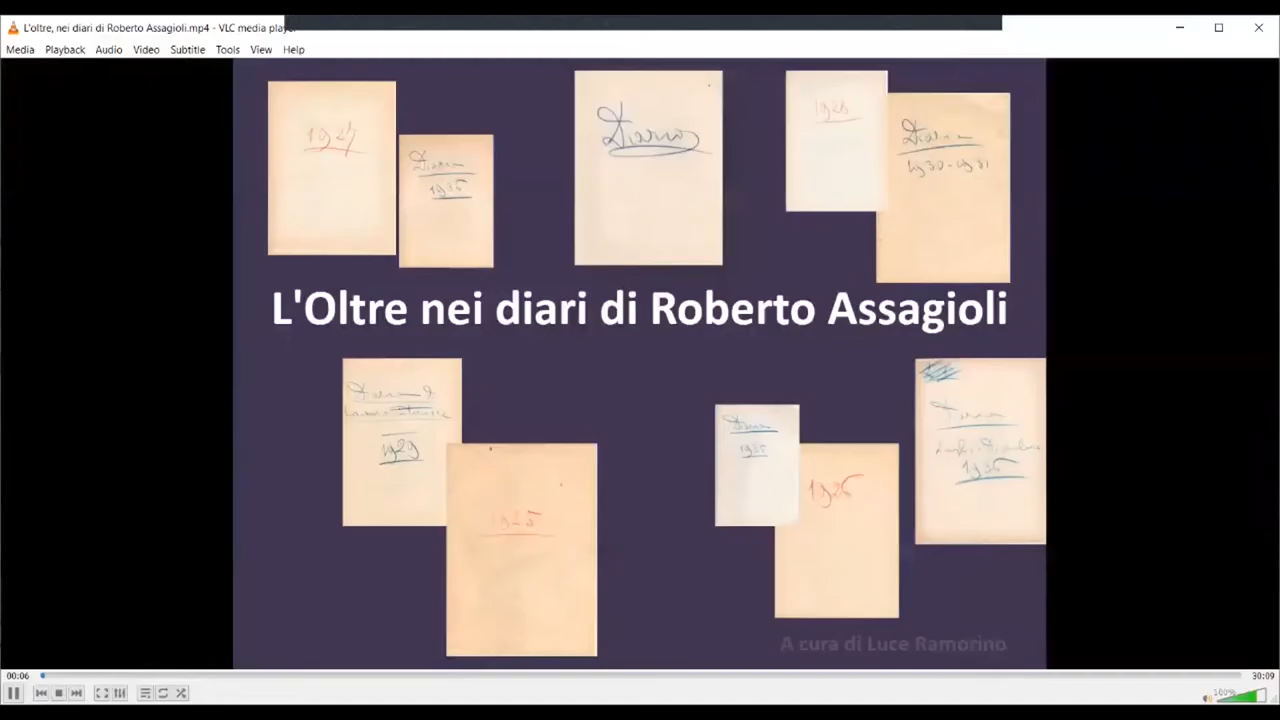 L'oltre, nei diari di Roberto Assagioli.mp4 - VLC media player
Media Playback Audio Video Subtitle Tools View Help
1927
Diario
1935
Diario
1928
Diario
1930-1931
L'Oltre nei diari di Roberto Assagioli
Diario
1929
1925
Diario
1935
1926
1935
A cura di Luce Ramorino
00:06
30:09
100%